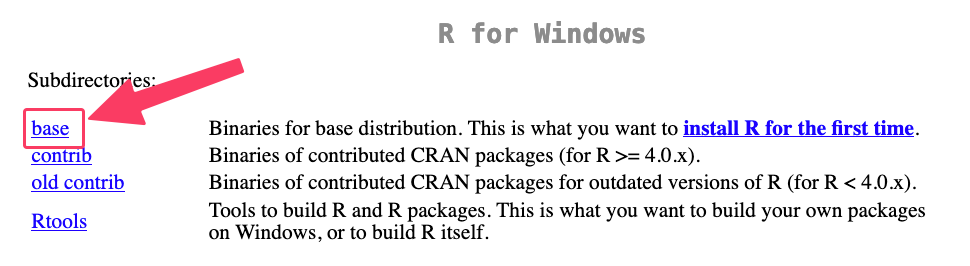 R for Windows
Subdirectories:
base Binaries for base distribution. This is what you want to install R for the first time.
contrib Binaries of contributed CRAN packages (for R >= 4.0.x).
old contrib Binaries of contributed CRAN packages for outdated versions of R (for R < 4.0.x).
Rtools Tools to build R and R packages. This is what you want to build your own packages
on Windows, or to build R itself.